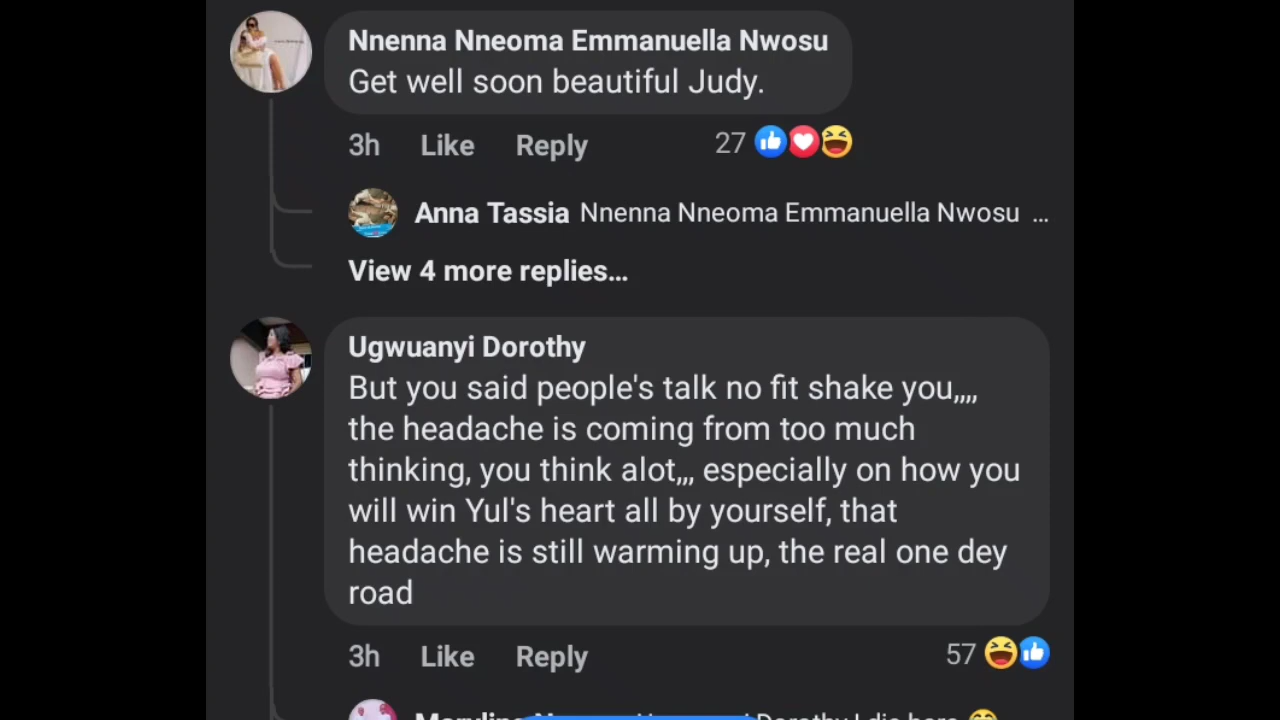 Nnenna Nneoma Emmanuella Nwosu
Get well soon beautiful Judy.
3h Like Reply 27
Anna Tassia Nnenna Nneoma Emmanuella Nwosu ...
View 4 more replies...
Ugwuanyi Dorothy
But you said people's talk no fit shake you,,,,
the headache is coming from too much
thinking, you think alot,,, especially on how you
will win Yul's heart all by yourself, that
headache is still warming up, the real one dey
road
3h Like Reply 57
Dorothy I die here